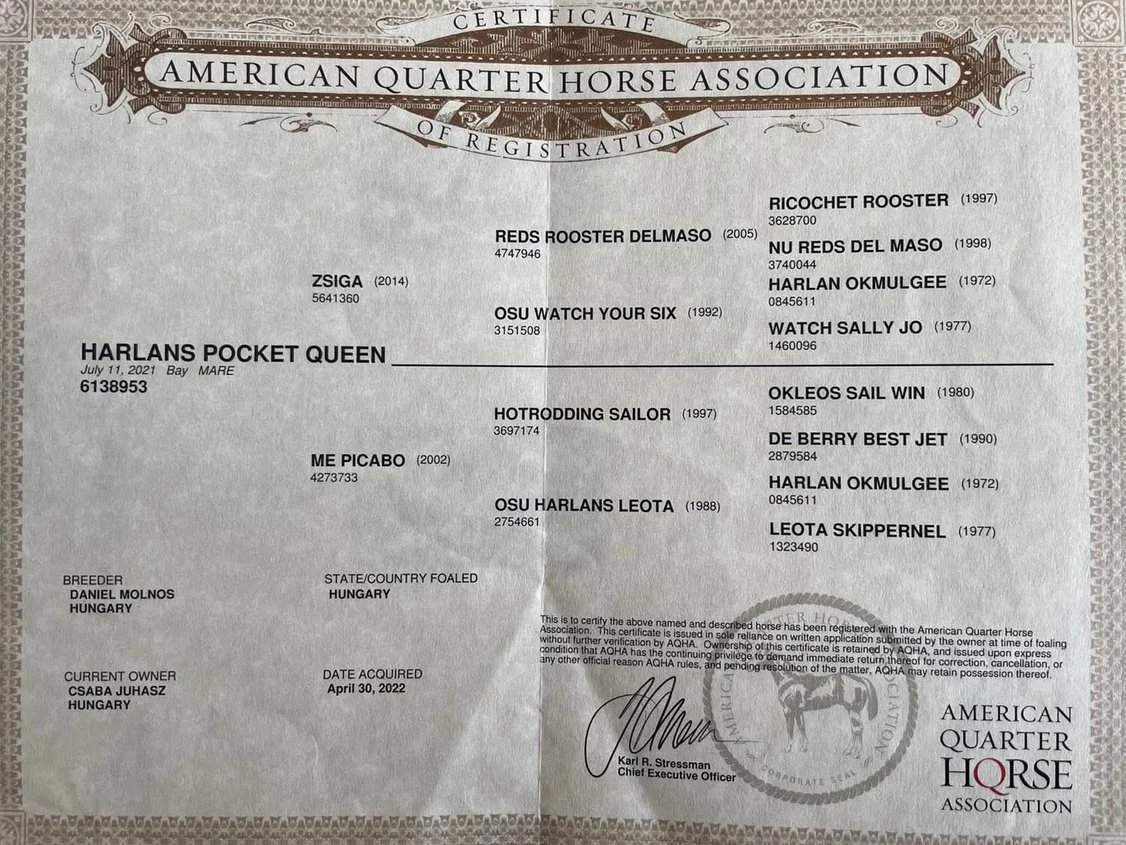 CERTIFICATE
AMERICAN QUARTER HORSE ASSOCIATION
OF REGISTRATION
RICOCHET ROOSTER (1997)
3628700
REDS ROOSTER DELMASO (2005)
4747946
NU REDS DEL MASO (1998)
3740044
ZSIGA (2014)
5641360
HARLAN OKMULGEE (1972)
0845611
OSU WATCH YOUR SIX (1992)
3151508
WATCH SALLY JO (1977)
1460096
HARLANS POCKET QUEEN
July 11, 2021 Bay MARE
6138953
OKLEOS SAIL WIN (1980)
1584585
HOTRODDING SAILOR (1997)
3697174
DE BERRY BEST JET (1990)
2879584
ME PICABO (2002)
4273733
HARLAN OKMULGEE (1972)
0845611
OSU HARLANS LEOTA (1988)
2754661
LEOTA SKIPPERNEL (1977)
1323490
BREEDER
DANIEL MOLNOS
HUNGARY
STATE/COUNTRY FOALED
HUNGARY
CURRENT OWNER
CSABA JUHASZ
HUNGARY
DATE ACQUIRED
April 30, 2022
This is to certify the above named and described horse has been registered with the American Quarter Horse
Association. This certificate is issued in sole reliance on written application submitted by the owner at time of foaling
without further verification by AQHA. Ownership of this certificate is retained by AQHA, and issued upon express
condition that AQHA has the continuing privilege to demand immediate return thereof for correction, cancellation, or
any other official reason AQHA rules, and pending resolution of the matter, AQHA may retain possession thereof.
Karl R. Stressman
Chief Executive Officer
AMERICAN QUARTER HORSE ASSOCIATION
CORPORATE SEAL
AMERICAN
QUARTER
HORSE
ASSOCIATION